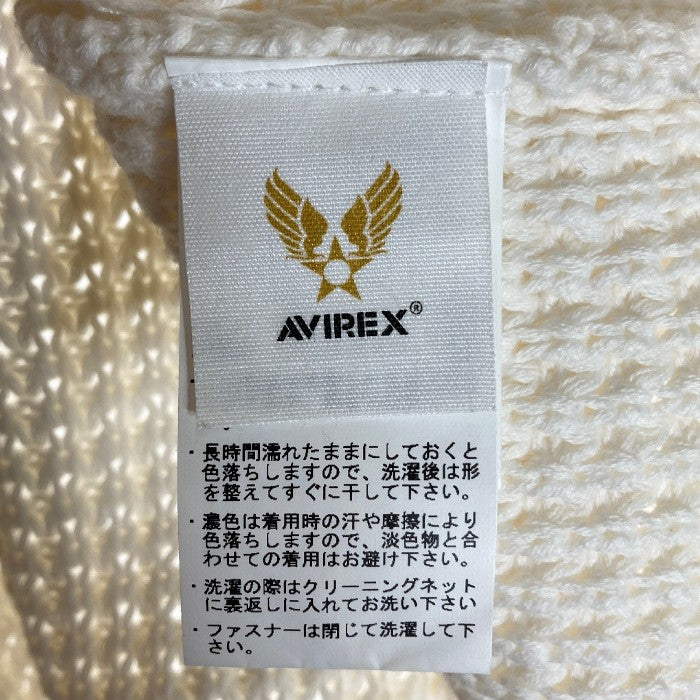 AVIREX®
・長時間濡れたままにしておくと
色落ちしますので、洗濯後は形
を整えてすぐに干して下さい。
・濃色は着用時の汗や摩擦により
色落ちしますので、淡色物と合
わせての着用はお避け下さい。
・洗濯の際はクリーニングネット
に裏返しに入れてお洗い下さい
・ファスナーは閉じて洗濯して下
さい。